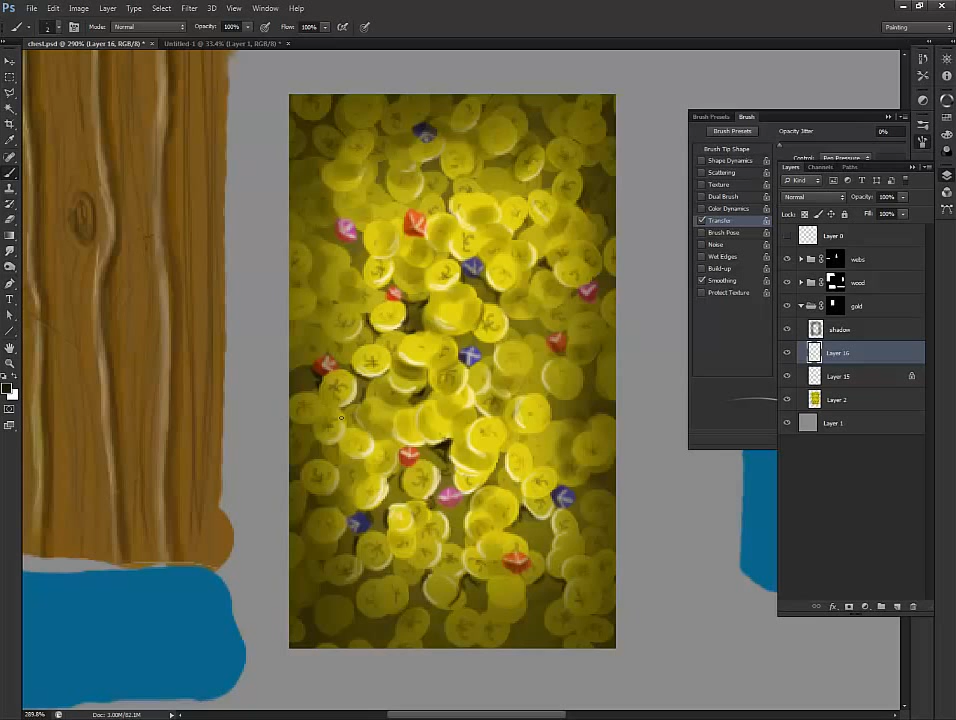 Ps File Edit Image Layer Type Select Filter 3D View Window Help
2 Mode: Normal Opacity: 100% Flow: 100% Painting
chest.psd @ 290% (Layer 16, RGB/8) * × Untitled-1 @ 33.4% (Layer 1, RGB/8) * ×
Brush Presets Brush
Brush Presets Opacity Jitter 0%
Brush Tip Shape Control: Pen Pressure
Shape Dynamics
Scattering
Texture
Dual Brush
Color Dynamics
Transfer
Brush Pose
Noise
Wet Edges
Build-up
Smoothing
Protect Texture
Layers Channels Paths
Kind
Normal Opacity: 100%
Lock: Fill: 100%
Layer 0
webs
wood
gold
shadow
Layer 16
Layer 15
Layer 2
Layer 1
fx
289.8% Doc: 3.00M/82.1M